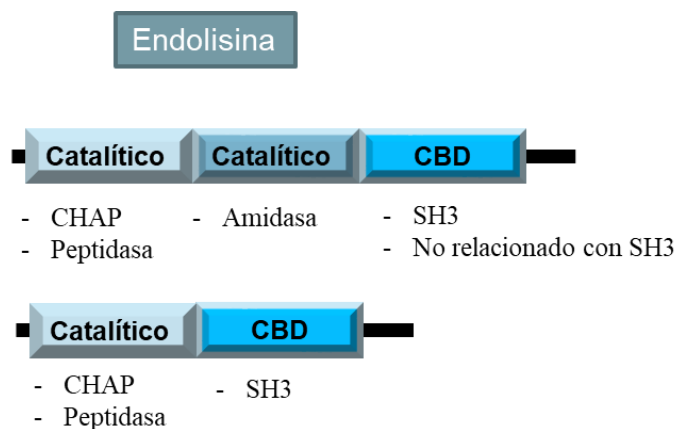 Endolisina
Catalítico Catalítico CBD
- CHAP - Amidasa - SH3
- Peptidasa - No relacionado con SH3
Catalítico CBD
- CHAP - SH3
- Peptidasa